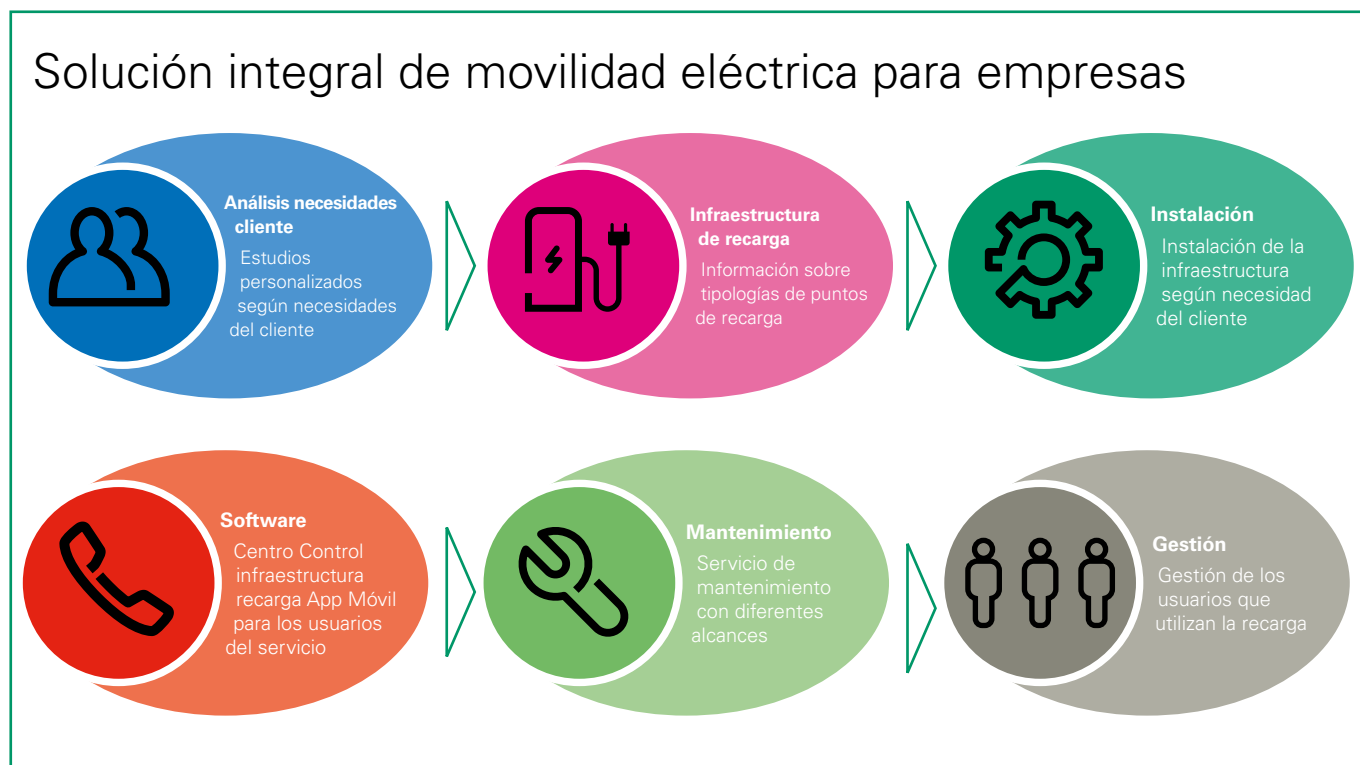 Solución integral de movilidad eléctrica para empresas
Análisis necesidades
cliente
Estudios
personalizados
según necesidades
del cliente
Infraestructura
de recarga
Información sobre
tipologías de puntos
de recarga
Instalación
Instalación de la
infraestructura
según necesidad
del cliente
Software
Centro Control
infraestructura
recarga App Móvil
para los usuarios
del servicio
Mantenimiento
Servicio de
mantenimiento
con diferentes
alcances
Gestión
Gestión de los
usuarios que
utilizan la recarga